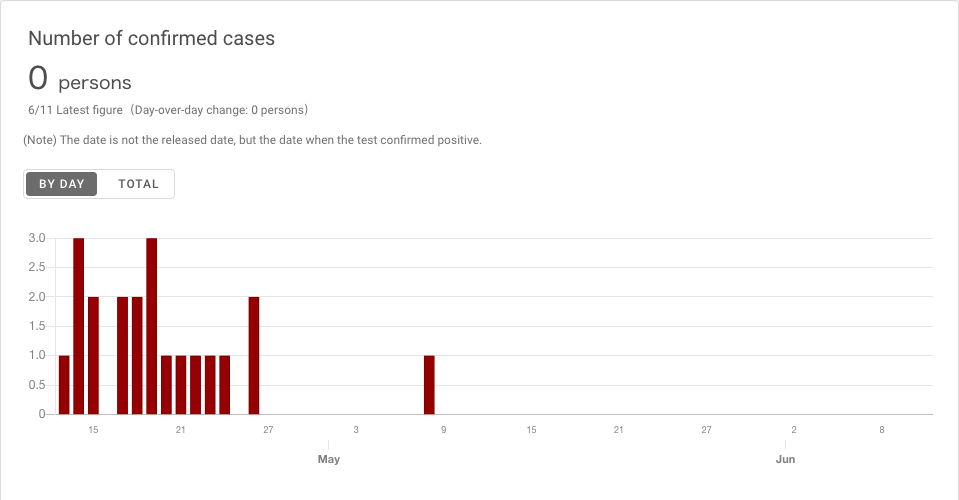 Number of confirmed cases
0 persons
6/11 Latest figure（Day-over-day change: 0 persons）
(Note) The date is not the released date, but the date when the test confirmed positive.
BY DAY TOTAL
3.0
2.5
2.0
1.5
1.0
0.5
0
15 21 27 3 9 15 21 27 2 8
May Jun